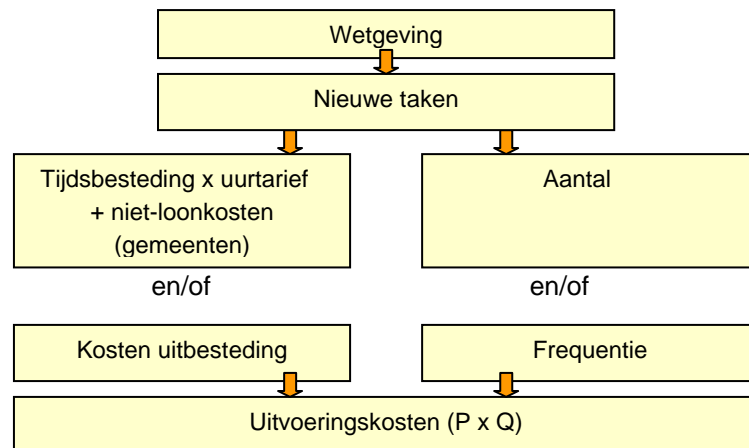 Wetgeving
Nieuwe taken
Tijdsbesteding x uurtarief
+ niet-loonkosten
(gemeenten)
Aantal
en/of
en/of
Kosten uitbesteding
Frequentie
Uitvoeringskosten (P x Q)